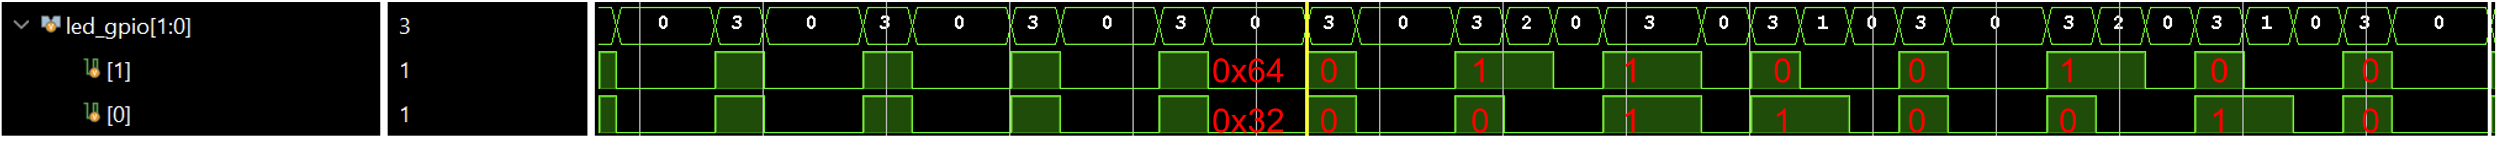 led_gpio[1:0] 3 0 3 0 3 0 3 0 3 0 3 0 3 2 0 3 0 3 1 0 3 0 3 2 0 3 1 0 3 0
[1] 1 0x64 0 1 1 0 0 1 0 0
[0] 1 0x32 0 0 1 1 0 0 1 0